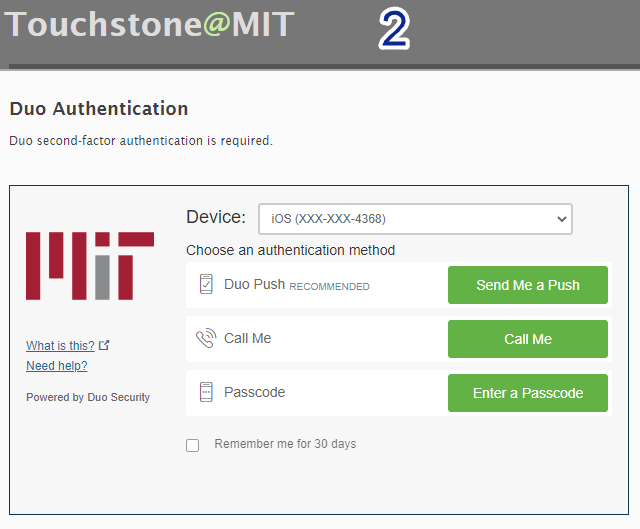 Touchstone@MIT 2
Duo Authentication
Duo second-factor authentication is required.
Device: iOS (XXX-XXX-4368)
MIT
Choose an authentication method
Duo Push RECOMMENDED Send Me a Push
Call Me Call Me
What is this?
Need help?
Passcode Enter a Passcode
Powered by Duo Security
Remember me for 30 days